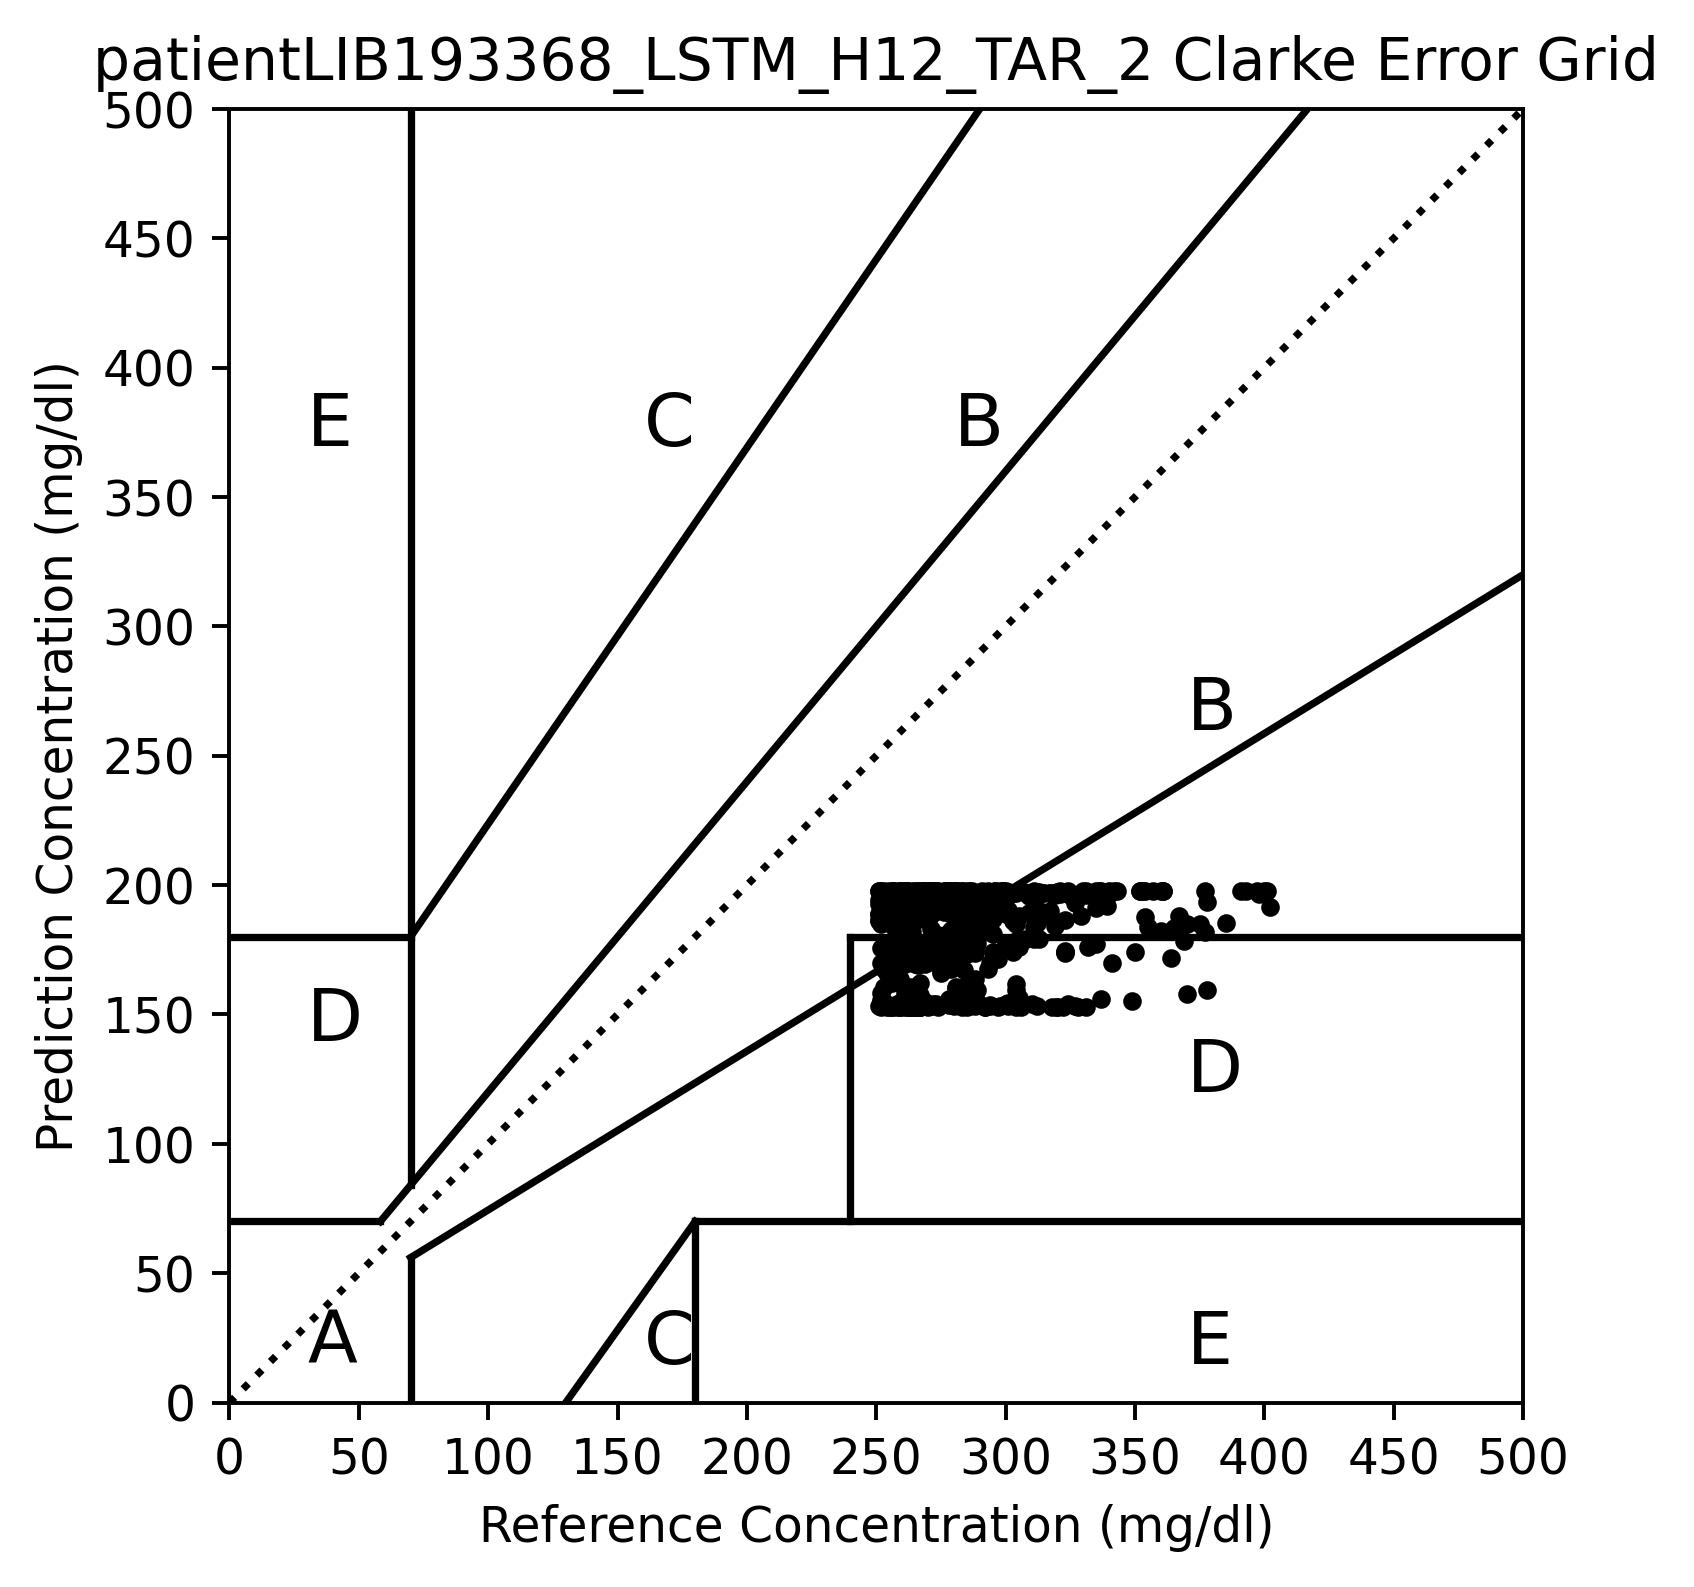 patientLIB193368_LSTM_H12_TAR_2 Clarke Error Grid
500
450
400
350
300
250
200
150
100
50
0
Prediction Concentration (mg/dl)
E
C
B
B
D
D
A
C
E
0 50 100 150 200 250 300 350 400 450 500
Reference Concentration (mg/dl)